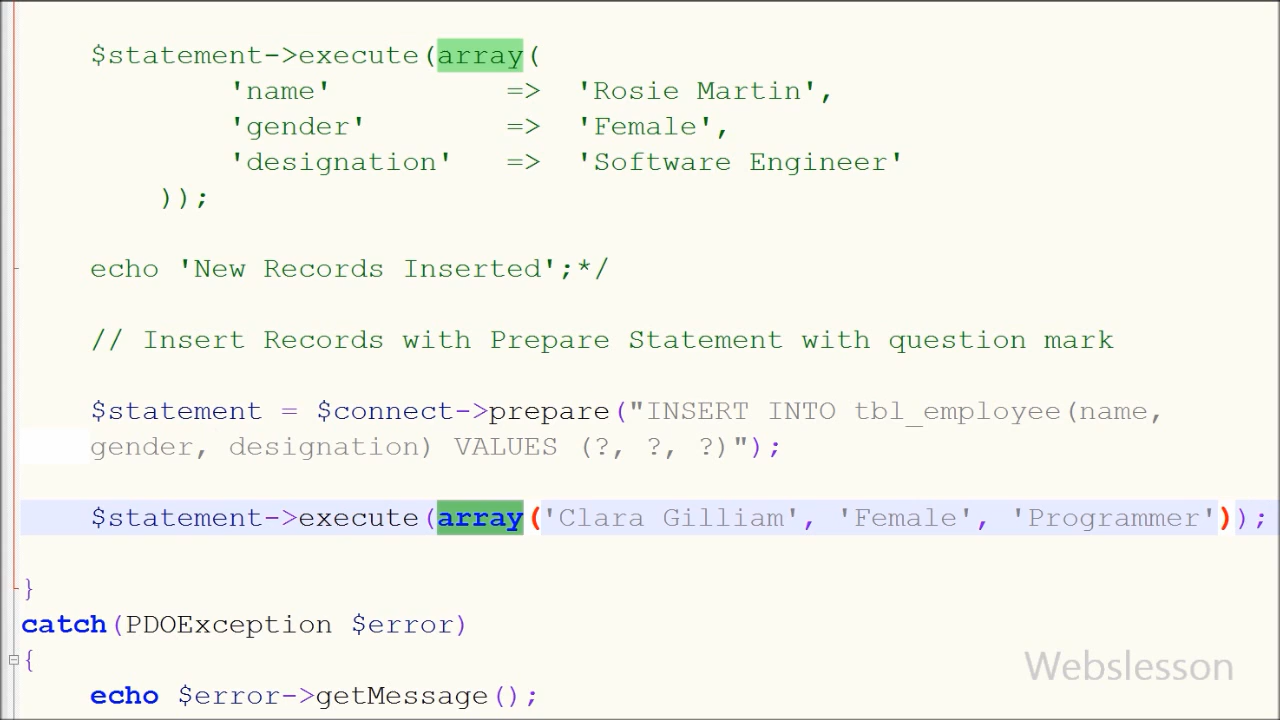 $statement->execute(array(
'name' => 'Rosie Martin',
'gender' => 'Female',
'designation' => 'Software Engineer'
));
echo 'New Records Inserted';*/
// Insert Records with Prepare Statement with question mark
$statement = $connect->prepare("INSERT INTO tbl_employee(name,
gender, designation) VALUES (?, ?, ?)");
$statement->execute(array('Clara Gilliam', 'Female', 'Progranmer'));
}
catch(PDOException $error)
{
echo $error->getMessage();
Webslesson